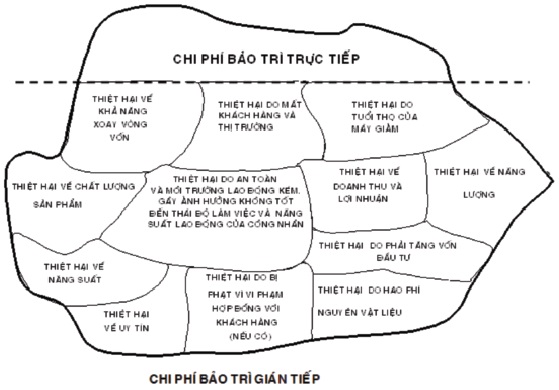 CHI PHÍ BẢO TRÌ TRỰC TIẾP
THIỆT HẠI VỀ
KHẢ NĂNG
XOAY VÒNG
VỐN
THIỆT HẠI DO MẤT
KHÁCH HÀNG VÀ
THỊ TRƯỜNG
THIỆT HẠI DO
TUỔI THỌ CỦA
MÁY GIẢM
THIỆT HẠI VỀ CHẤT LƯỢNG
SẢN PHẨM
THIỆT HẠI DO AN TOÀN
VÀ MÔI TRƯỜNG LAO ĐỘNG KÉM,
GÂY ẢNH HƯỞNG KHÔNG TỐT
ĐẾN THÁI ĐỘ LÀM VIỆC VÀ NĂNG
SUẤT LAO ĐỘNG CỦA CÔNG NHÂN
THIỆT HẠI VỀ
DOANH THU VÀ
LỢI NHUẬN
THIỆT HẠI VỀ NĂNG
LƯỢNG
THIỆT HẠI DO PHẢI TĂNG VỐN
ĐẦU TƯ
THIỆT HẠI VỀ
NĂNG SUẤT
THIỆT HẠI DO BỊ
PHẠT VÌ VI PHẠM
HỢP ĐỒNG VỚI
KHÁCH HÀNG
(NẾU CÓ)
THIỆT HẠI DO HAO PHÍ
NGUYÊN VẬT LIỆU
THIỆT HẠI
VỀ UY TÍN
CHI PHÍ BẢO TRÌ GIÁN TIẾP